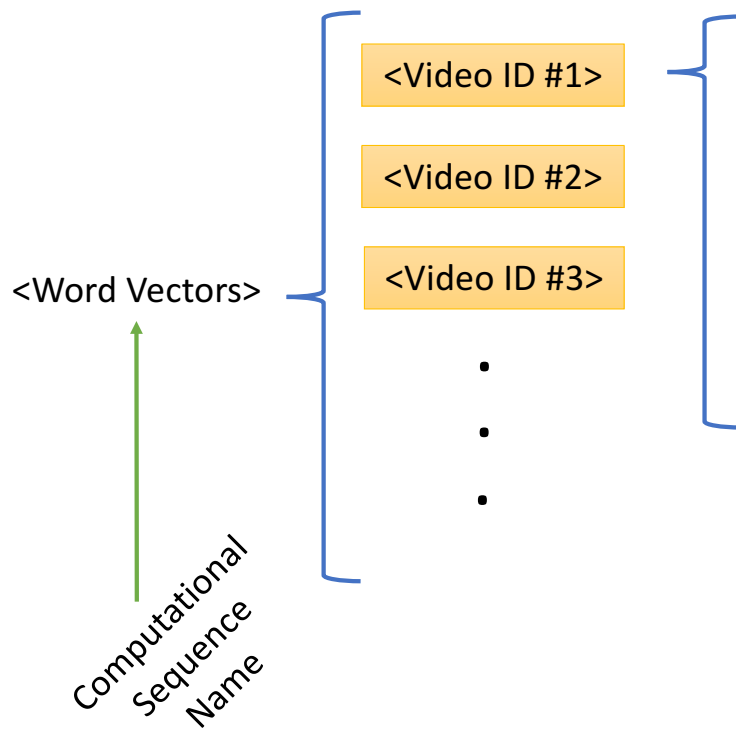 <Video ID #1>
<Video ID #2>
<Video ID #3>
<Word Vectors>
Computational
Sequence
Name